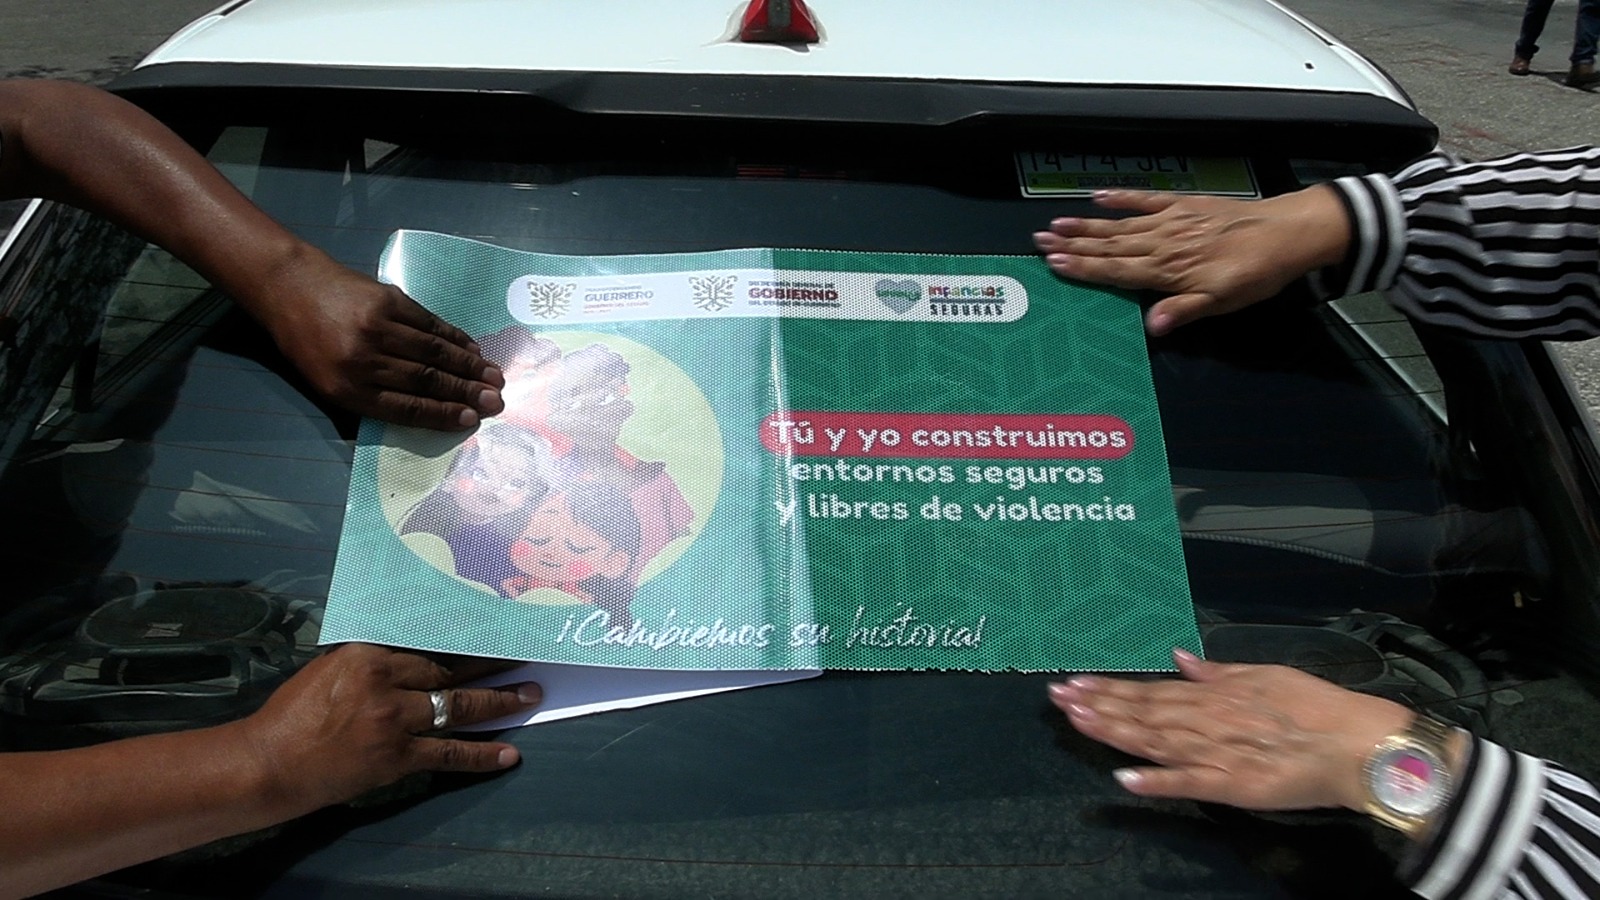 GUERRERO
GOBIERNO
infancias
SEGURAS
Tú y yo construimos
entornos seguros
y libres de violencia
¡Cambiemos su historia!